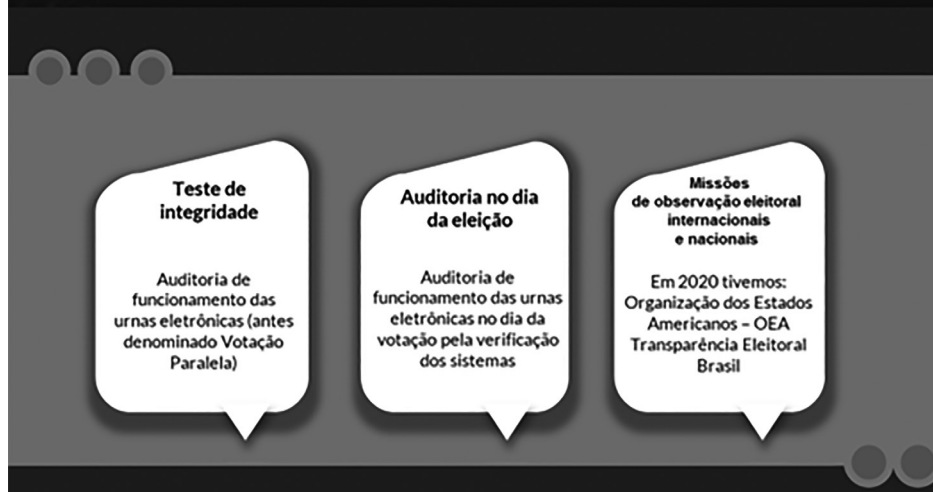 Teste de
integridade
Auditoria de
funcionamento das
urnas eletrônicas (antes
denominado Votação
Paralela)
Auditoria no dia
da eleição
Auditoria de
funcionamento das urnas
eletrônicas no dia da
votação pela verificação
dos sistemas
Missões
de observação eleitoral
internacionais
e nacionais
Em 2020 tivemos:
Organização dos Estados
Americanos – OEA
Transparência Eleitoral
Brasil